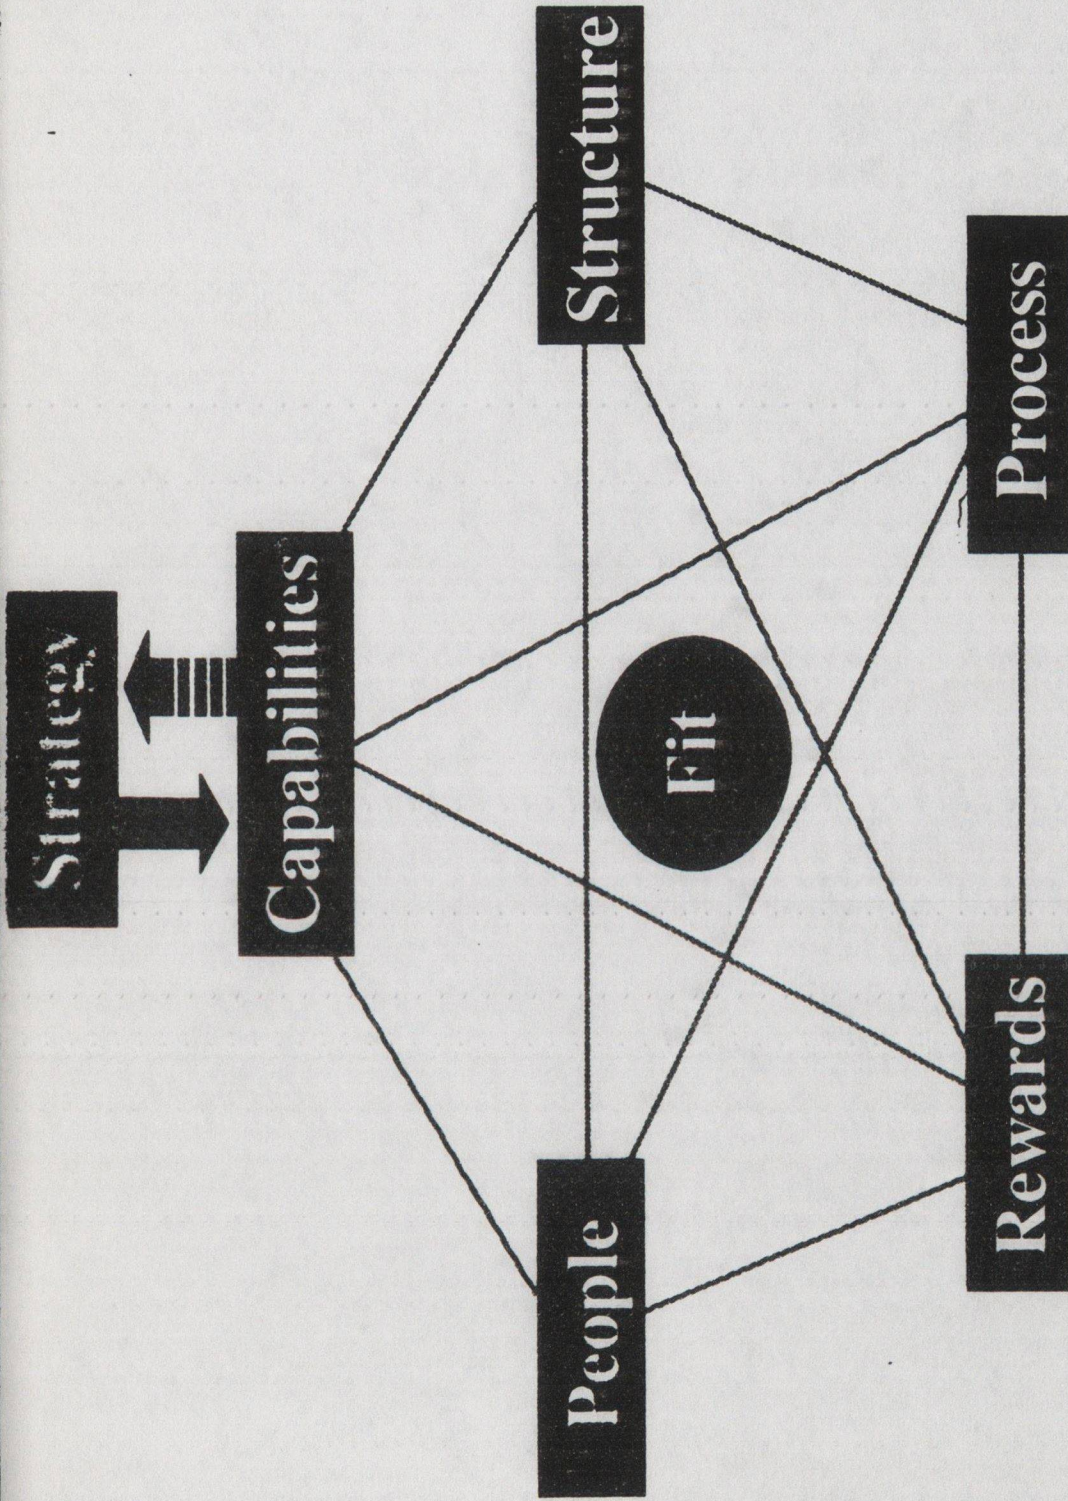 Strategy
Capabilities
People
Structure
Fit
Rewards
Process